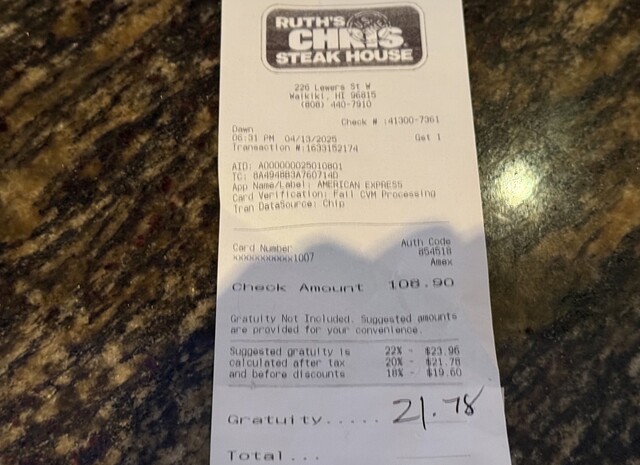 RUTH'S
CHRIS
STEAK HOUSE
226 Lewers St W
Waikiki, HI 96815
(808) 440-7910
Check # :41300-7361
Dawn
06:31 PM 04/13/2025 Gst 1
Transaction #:1633152174
AID: A000000025010801
TC: 8A494BB3A760714D
App Name/Label: AMERICAN EXPRESS
Card Verification: Fail CVM Processing
Tran DataSource: Chip
Card Number Auth Code
xxxxxxxxxxx1007 854518
Amex
Check Amount 108.90
Gratuity Not Included. Suggested amounts
are provided for your convenience.
Suggested gratuity is 22% - $23.96
calculated after tax 20% - $21.78
and before discounts 18% - $19.60
Gratuity..... 21.78
Total...